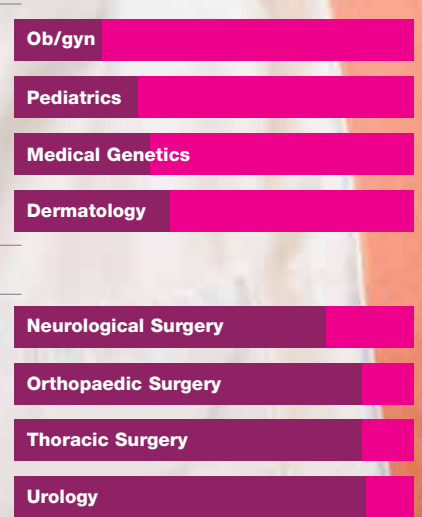 Ob/gyn
Pediatrics
Medical Genetics
Dermatology
Neurological Surgery
Orthopaedic Surgery
Thoracic Surgery
Urology